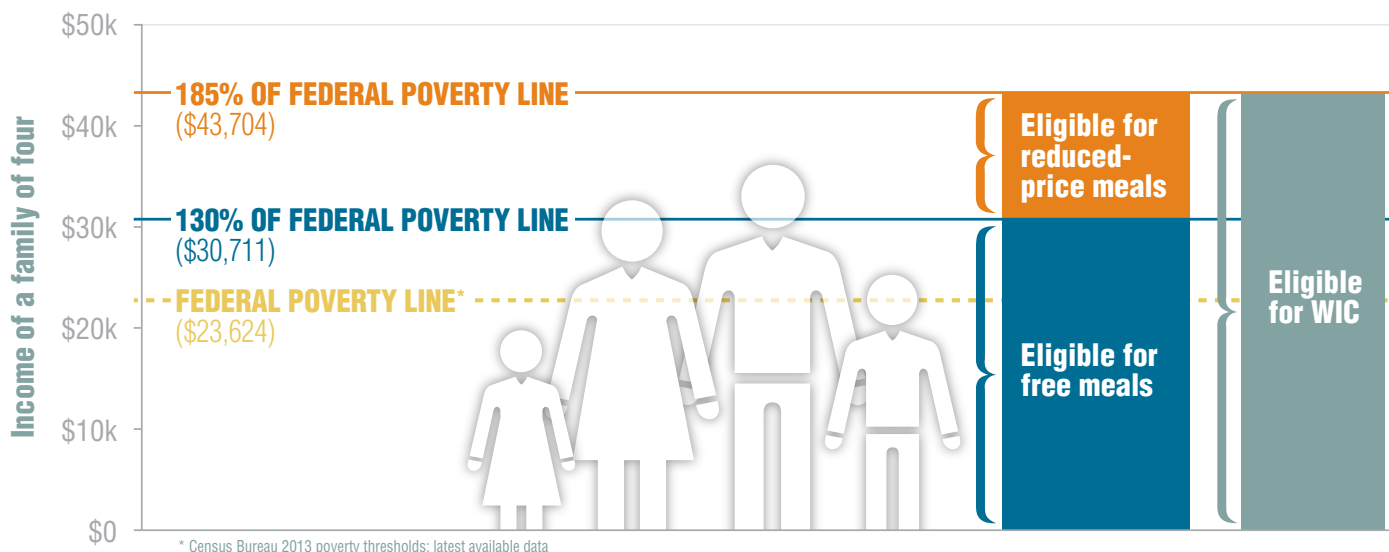 Income of a family of four
$50k
$40k
$30k
$20k
$10k
$0
185% OF FEDERAL POVERTY LINE
($43,704)
130% OF FEDERAL POVERTY LINE
($30,711)
FEDERAL POVERTY LINE*
($23,624)
Eligible for
reduced-
price meals
Eligible for
free meals
Eligible
for WIC
* Census Bureau 2013 poverty thresholds; latest available data